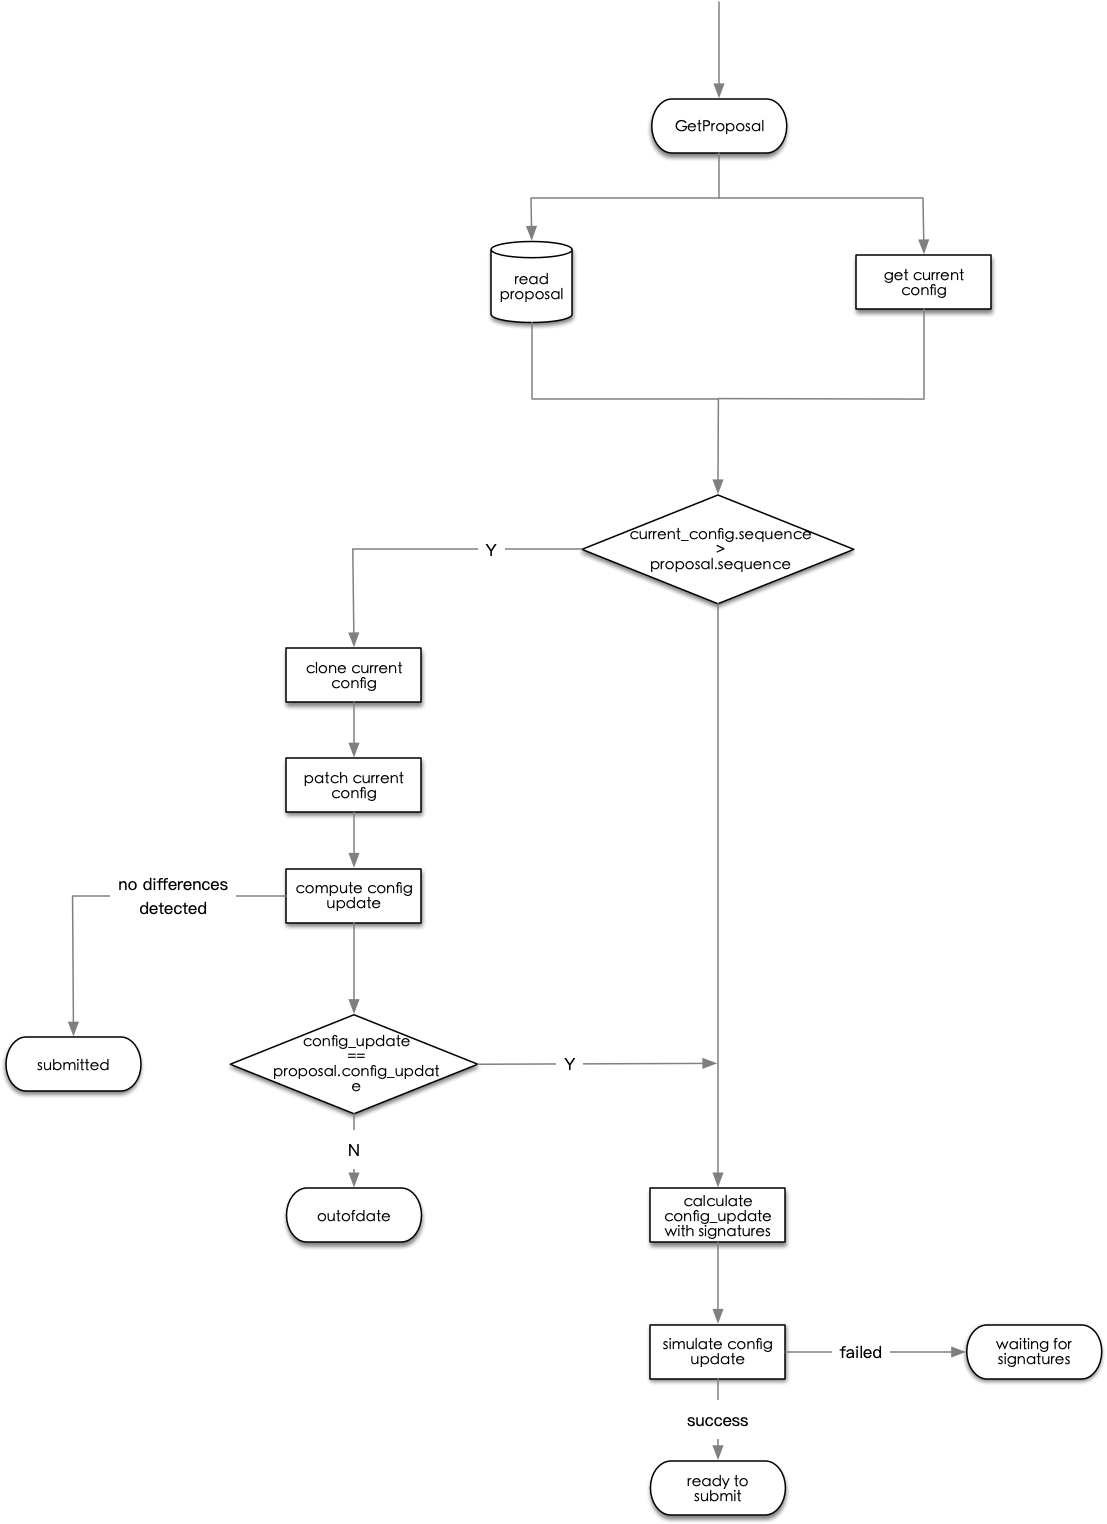 GetProposal
read
proposal
get current
config
current_config.sequence
>
proposal.sequence
Y
clone current
config
patch current
config
no differences
detected
compute config
update
submitted
config_update
==
proposal.config_updat
e
Y
N
outofdate
calculate
config_update
with signatures
simulate config
update
failed
waiting for
signatures
success
ready to
submit